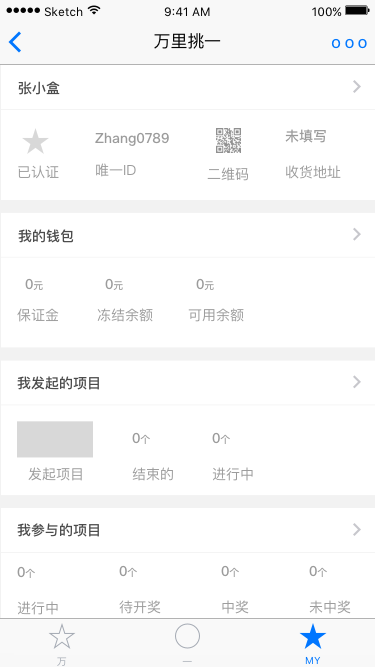 Sketch 9:41 AM 100%
万里挑一
张小盒
Zhang0789 未填写
已认证 唯一ID 二维码 收货地址
我的钱包
0元 0元 0元
保证金 冻结余额 可用余额
我发起的项目
0个 0个
发起项目 结束的 进行中
我参与的项目
0个 0个 0个 0个
进行中 待开奖 中奖 未中奖
万 一 MY